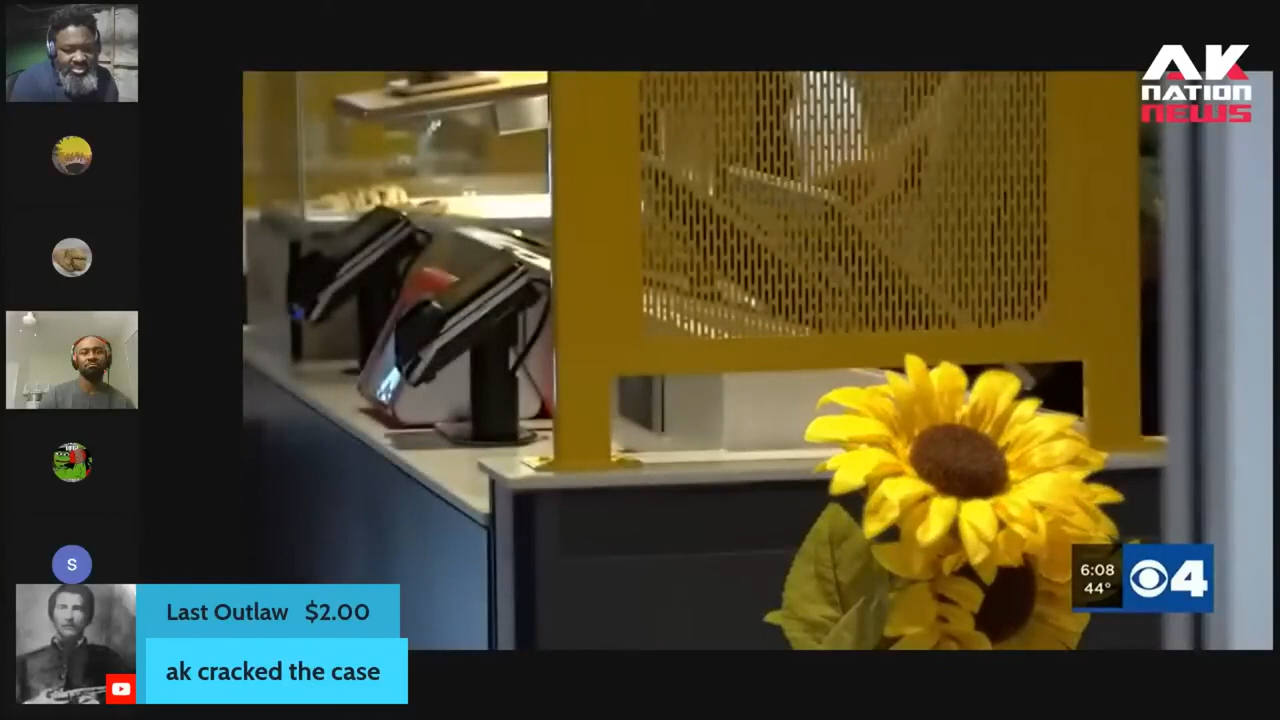 AK
NATION
NEWS
6:08
44°
4
S
Last Outlaw $2.00
ak cracked the case